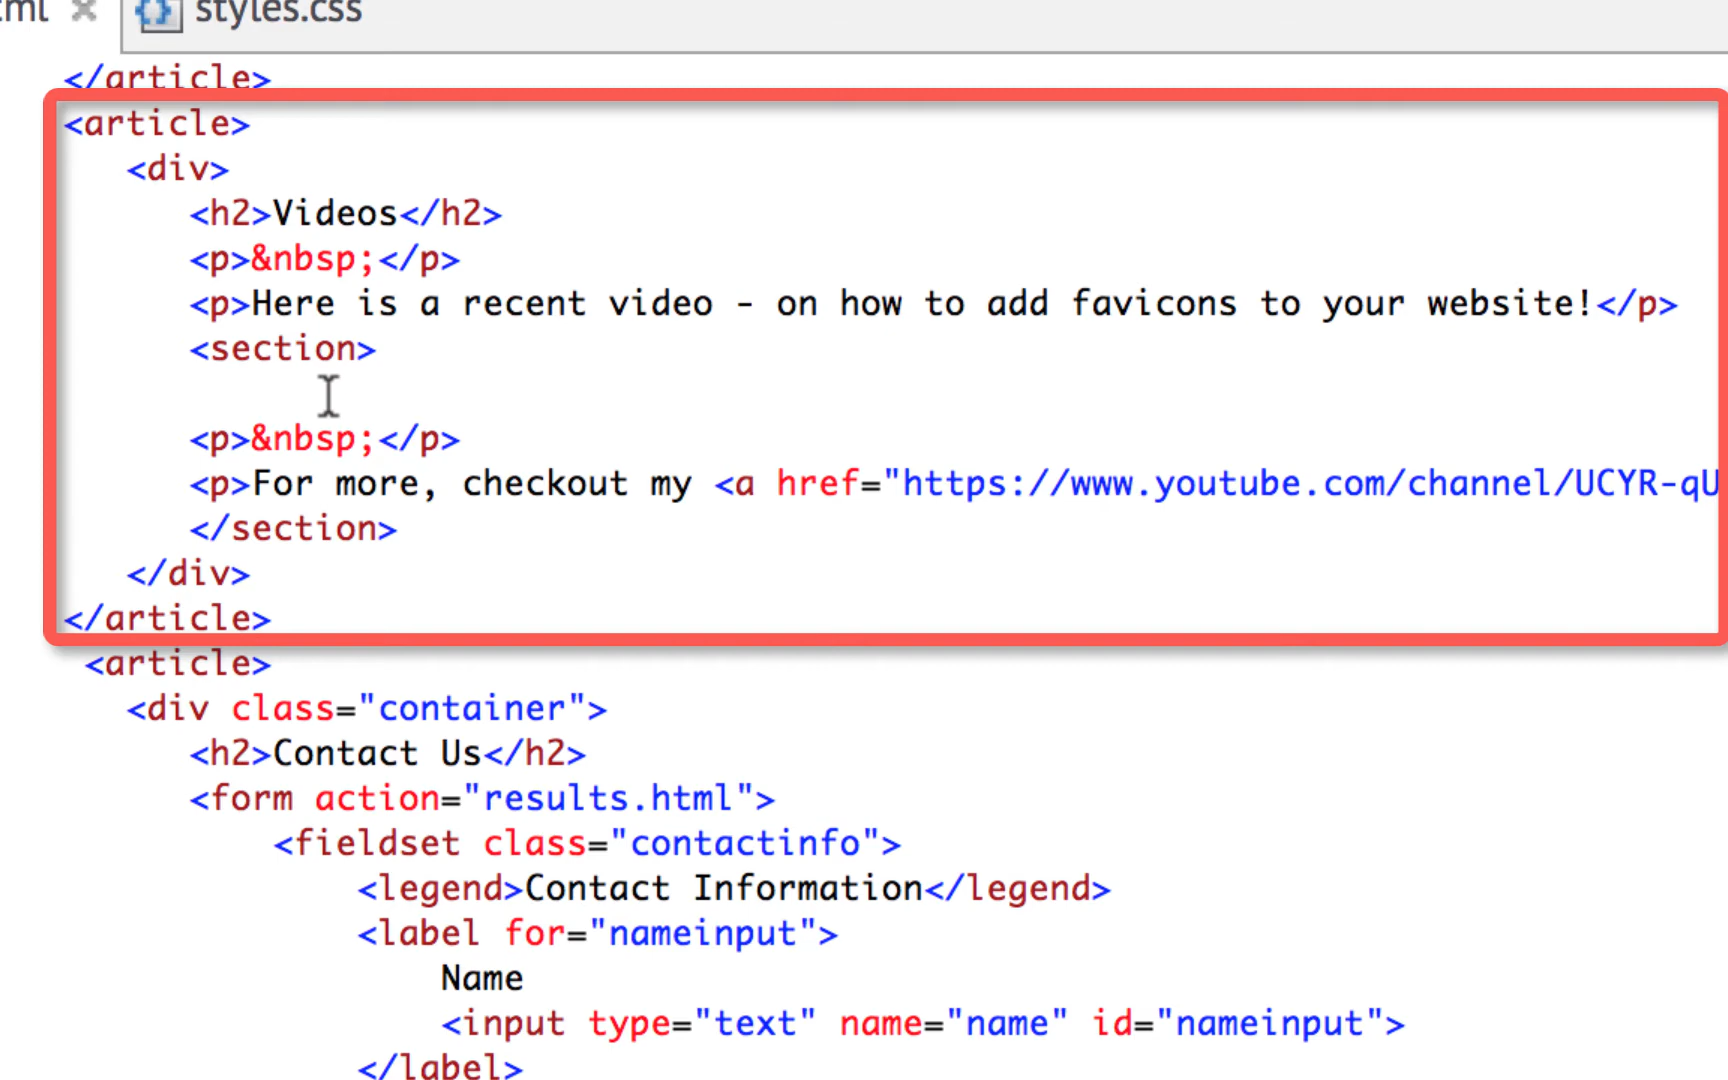 ml × styles.css
</article>
<article>
<div>
<h2>Videos</h2>
<p>&nbsp;</p>
<p>Here is a recent video - on how to add favicons to your website!</p>
<section>
<p>&nbsp;</p>
<p>For more, checkout my <a href="https://www.youtube.com/channel/UCYR-qU
</section>
</div>
</article>
<article>
<div class="container">
<h2>Contact Us</h2>
<form action="results.html">
<fieldset class="contactinfo">
<legend>Contact Information</legend>
<label for="nameinput">
Name
<input type="text" name="name" id="nameinput">
</label>